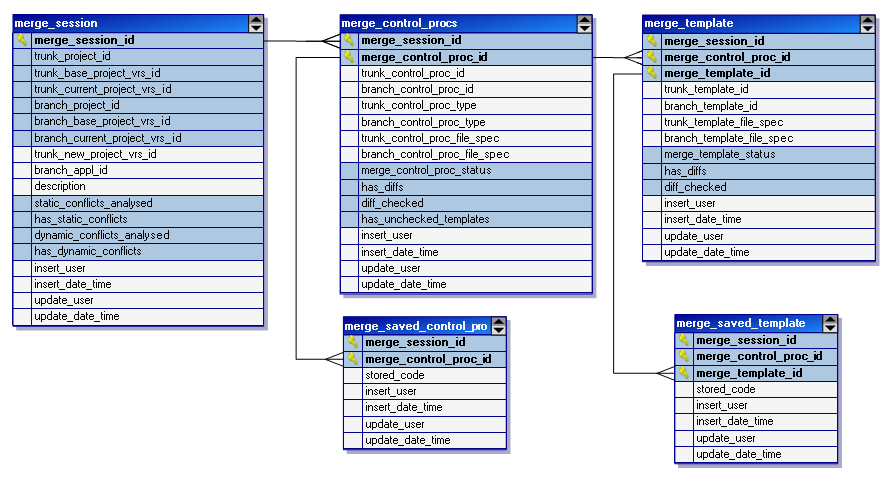 merge_session
merge_session_id
trunk_project_id
trunk_base_project_vrs_id
trunk_current_project_vrs_id
branch_project_id
branch_base_project_vrs_id
branch_current_project_vrs_id
trunk_new_project_vrs_id
branch_appl_id
description
static_conflicts_analysed
has_static_conflicts
dynamic_conflicts_analysed
has_dynamic_conflicts
insert_user
insert_date_time
update_user
update_date_time
merge_control_procs
merge_session_id
merge_control_proc_id
trunk_control_proc_id
branch_control_proc_id
trunk_control_proc_type
branch_control_proc_type
trunk_control_proc_file_spec
branch_control_proc_file_spec
merge_control_proc_status
has_diffs
diff_checked
has_unchecked_templates
insert_user
insert_date_time
update_user
update_date_time
merge_template
merge_session_id
merge_control_proc_id
merge_template_id
trunk_template_id
branch_template_id
trunk_template_file_spec
branch_template_file_spec
merge_template_status
has_diffs
diff_checked
insert_user
insert_date_time
update_user
update_date_time
merge_saved_control_pro
merge_session_id
merge_control_proc_id
stored_code
insert_user
insert_date_time
update_user
update_date_time
merge_saved_template
merge_session_id
merge_control_proc_id
merge_template_id
stored_code
insert_user
insert_date_time
update_user
update_date_time